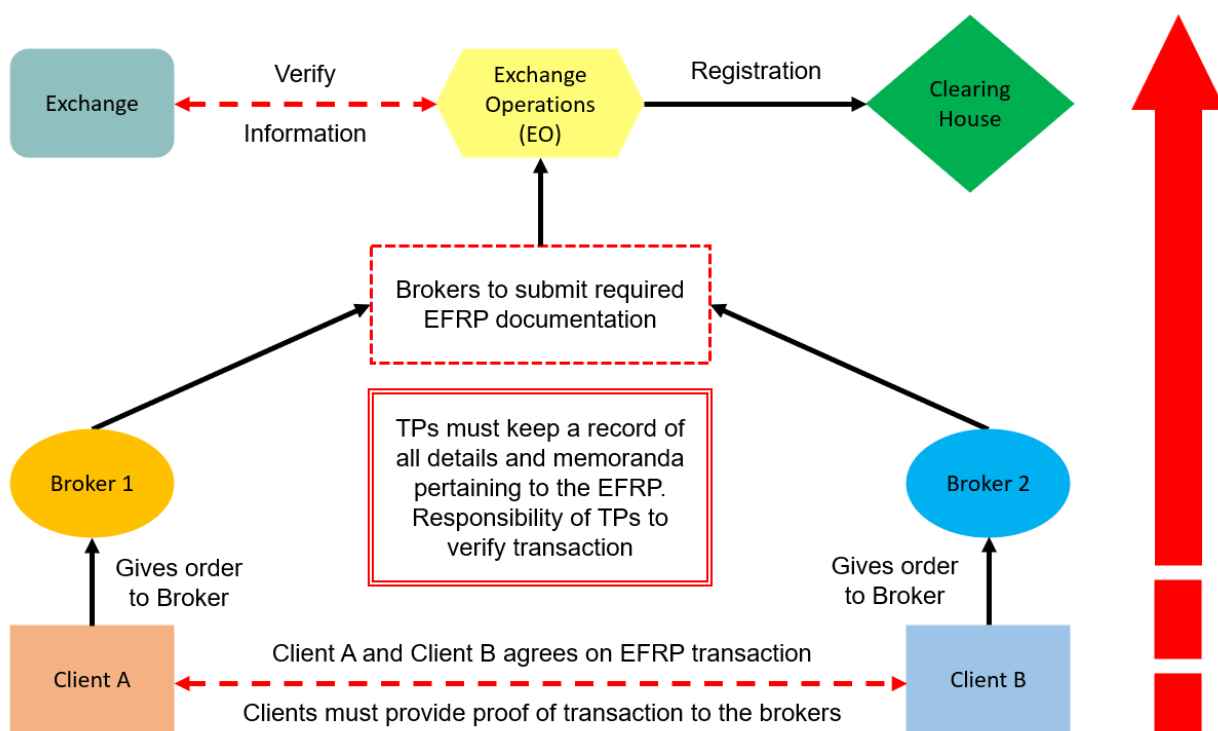 Exchange
Verify
Information
Exchange
Operations
(EO)
Registration
Clearing
House
Brokers to submit required
EFRP documentation
TPs must keep a record of
all details and memoranda
pertaining to the EFRP.
Responsibility of TPs to
verify transaction
Broker 1
Broker 2
Gives order
to Broker
Gives order
to Broker
Client A
Client A and Client B agrees on EFRP transaction
Clients must provide proof of transaction to the brokers
Client B